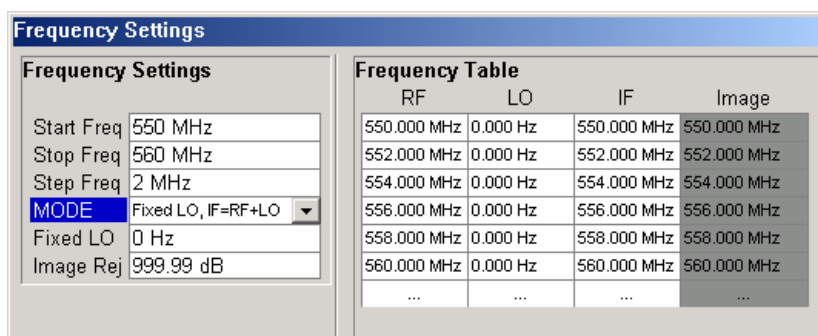 Frequency Settings
Frequency Settings
Start Freq 550 MHz
Stop Freq 560 MHz
Step Freq 2 MHz
MODE Fixed LO, IF=RF+LO
Fixed LO 0 Hz
Image Rej 999.99 dB
Frequency Table
RF LO IF Image
550.000 MHz 0.000 Hz 550.000 MHz 550.000 MHz
552.000 MHz 0.000 Hz 552.000 MHz 552.000 MHz
554.000 MHz 0.000 Hz 554.000 MHz 554.000 MHz
556.000 MHz 0.000 Hz 556.000 MHz 556.000 MHz
558.000 MHz 0.000 Hz 558.000 MHz 558.000 MHz
560.000 MHz 0.000 Hz 560.000 MHz 560.000 MHz
... ... ... ...